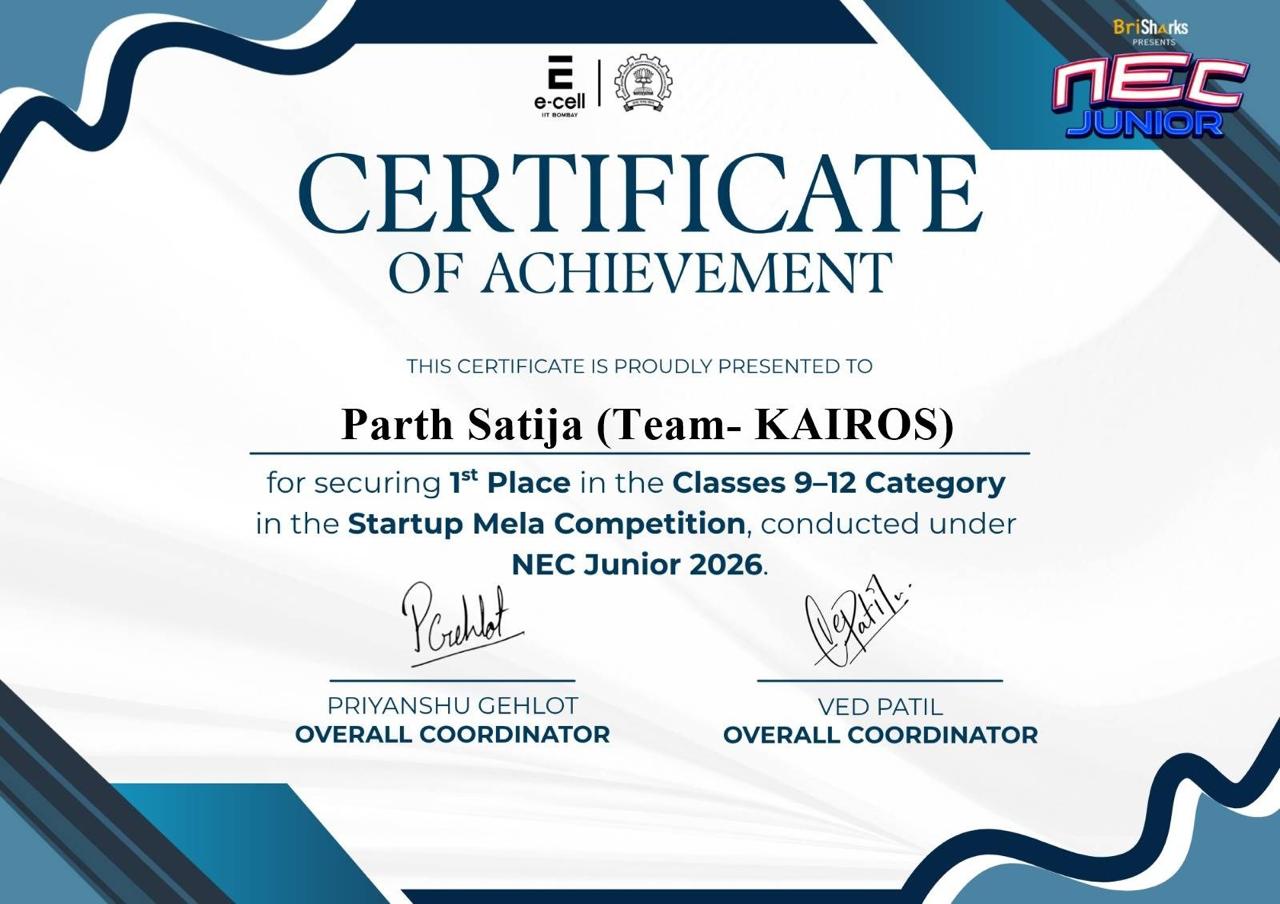 BriSharks
PRESENTS
NEC
JUNIOR
e-cell
IIT BOMBAY
CERTIFICATE
OF ACHIEVEMENT
THIS CERTIFICATE IS PROUDLY PRESENTED TO
Parth Satija (Team- KAIROS)
for securing 1st Place in the Classes 9–12 Category
in the Startup Mela Competition, conducted under
NEC Junior 2026.
PGehlot
VedPatil
PRIYANSHU GEHLOT
VED PATIL
OVERALL COORDINATOR
OVERALL COORDINATOR